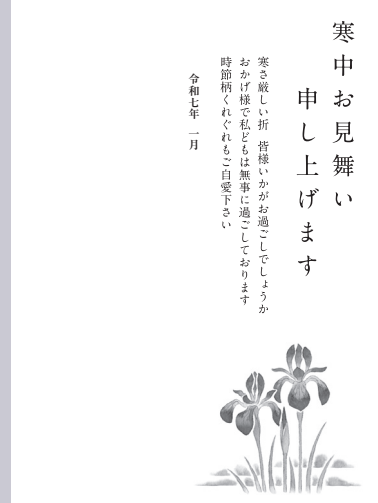 寒中お見舞い
申し上げます
寒さ厳しい折　皆様いかがお過ごしでしょうか
おかげ様で私どもは無事に過ごしております
時節柄くれぐれもご自愛下さい
令和七年　一月